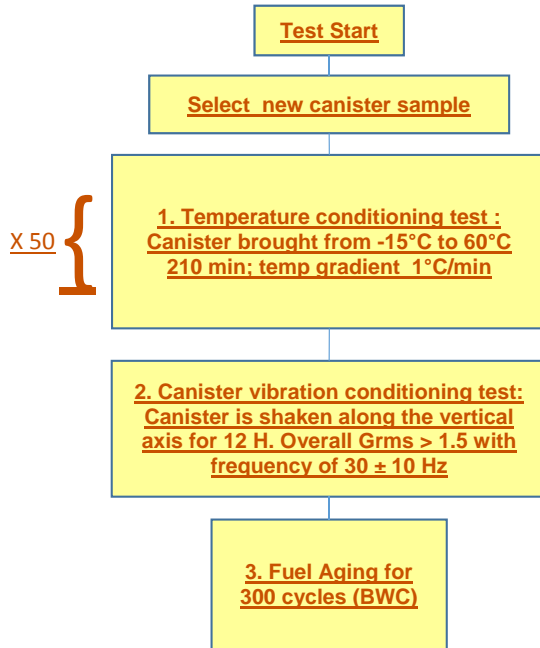 Test Start
Select new canister sample
X 50 {
1. Temperature conditioning test :
Canister brought from -15°C to 60°C
210 min; temp gradient 1°C/min
2. Canister vibration conditioning test:
Canister is shaken along the vertical
axis for 12 H. Overall Grms > 1.5 with
frequency of 30 ± 10 Hz
3. Fuel Aging for
300 cycles (BWC)